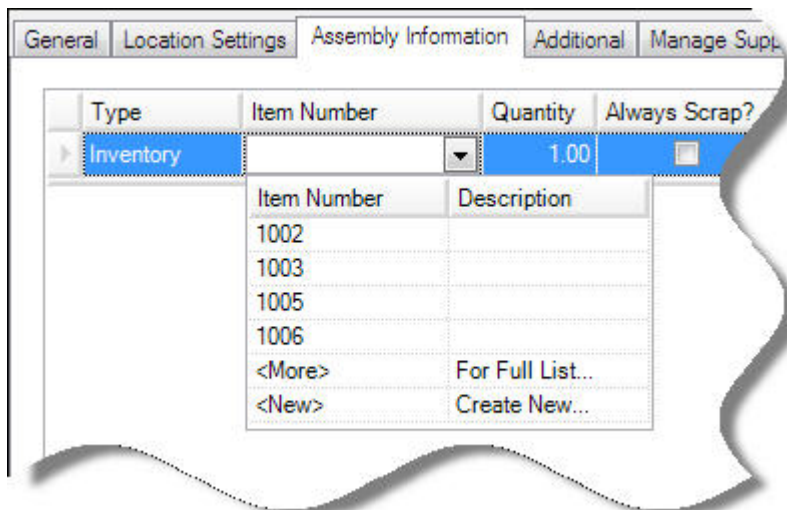 General Location Settings Assembly Information Additional Manage
Type Item Number Quantity Always Scrap?
Inventory 1.00
Item Number Description
1002
1003
1005
1006
<More> For Full List...
<New> Create New...